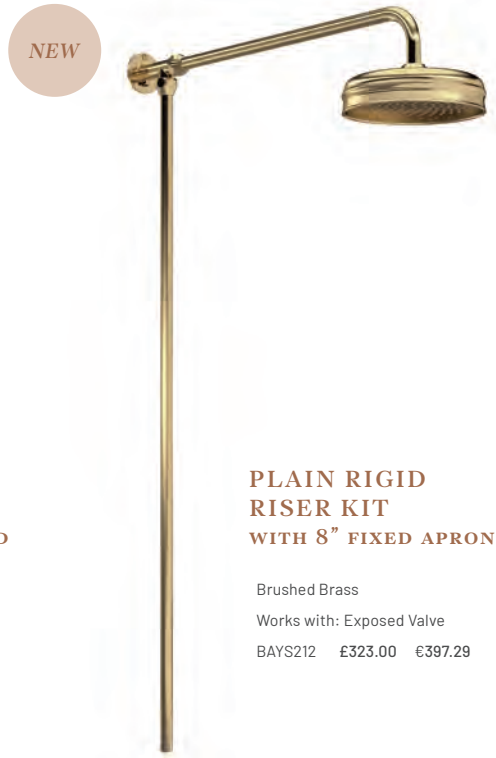 NEW
PLAIN RIGID
RISER KIT
D
WITH 8” FIXED APRON
Brushed Brass
Works with: Exposed Valve
BAYS212 £323.00 €397.29